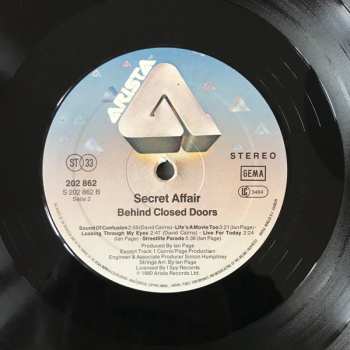 ARISTA
ST 33
STEREO
202 862
S 202 862 B
Seite 2
GEMA
LC 3484
Secret Affair
Behind Closed Doors
Sound Of Confusion 2:59 (David Cairns) · Life's A Movie Too 3:21 (Ian Page)
Looking Through My Eyes 2:47 (David Cairns) · Live For Today 3:24
(Ian Page) · Streetlife Parade 5:36 (Ian Page)
Produced by Ian Page
Except Track 1 Cairns/Page Production
Engineer & Associate Producer Simon Humphrey
Strings Arr. By Ian Page
Licensed By I Spy Records
℗ 1980 Arista Records Ltd.